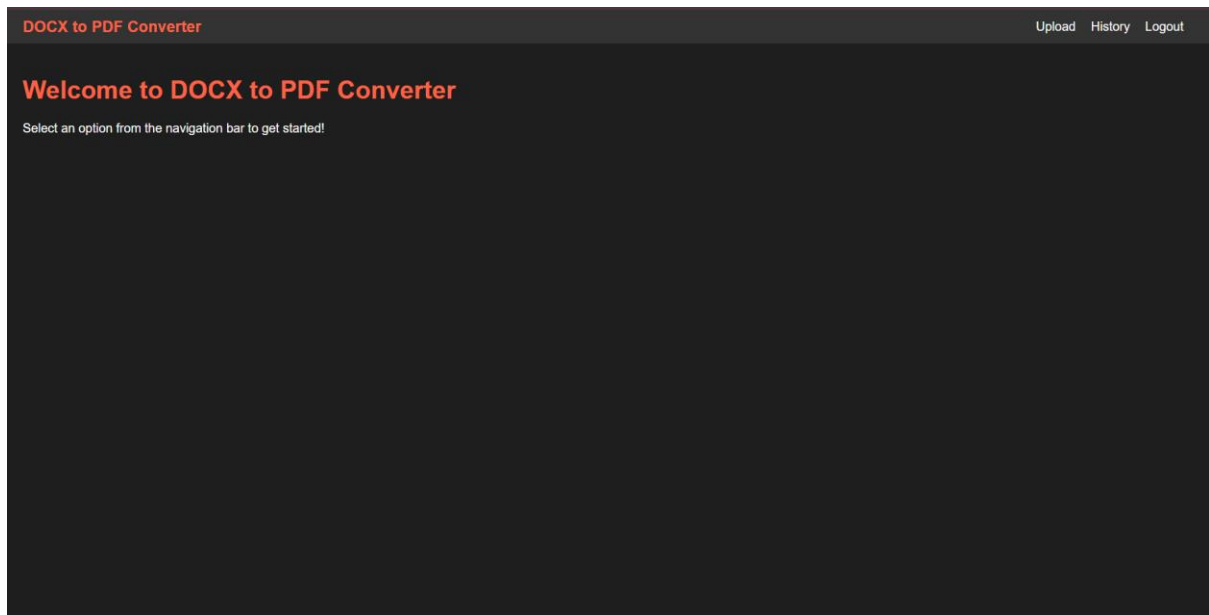 DOCX to PDF Converter
Upload History Logout
Welcome to DOCX to PDF Converter
Select an option from the navigation bar to get started!